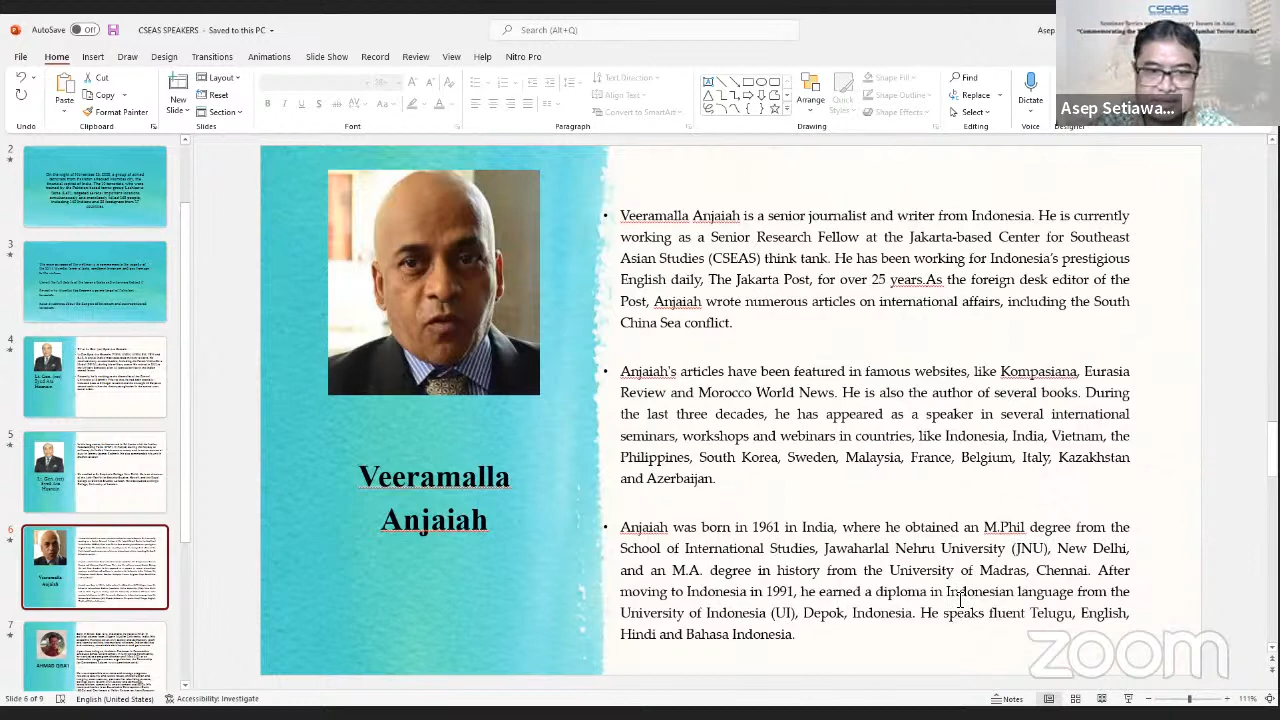 AutoSave Off CSEAS SPEAKERS - Saved to this PC Search (Alt+Q) Asep
CSEAS
File Home Insert Draw Design Transitions Animations Slide Show Record Review View Help Nitro Pro
Asep Setiawa...
Cut
Copy
Format Painter
Paste
New Slide
Layout
Reset
Section
Text Direction
Align Text
Convert to SmartArt
Arrange
Quick Styles
Shape Fill
Shape Outline
Shape Effects
Find
Replace
Select
Dictate
Undo Clipboard Slides Font Paragraph Drawing Editing Voice Designer
2
3
4
5
6
7
Veeramalla
Anjaiah
• Veeramalla Anjaiah is a senior journalist and writer from Indonesia. He is currently
working as a Senior Research Fellow at the Jakarta-based Center for Southeast
Asian Studies (CSEAS) think tank. He has been working for Indonesia's prestigious
English daily, The Jakarta Post, for over 25 years.As the foreign desk editor of the
Post, Anjaiah wrote numerous articles on international affairs, including the South
China Sea conflict.
• Anjaiah's articles have been featured in famous websites, like Kompasiana, Eurasia
Review and Morocco World News. He is also the author of several books. During
the last three decades, he has appeared as a speaker in several international
seminars, workshops and webinars in countries, like Indonesia, India, Vietnam, the
Philippines, South Korea, Sweden, Malaysia, France, Belgium, Italy, Kazakhstan
and Azerbaijan.
• Anjaiah was born in 1961 in India, where he obtained an M.Phil degree from the
School of International Studies, Jawaharlal Nehru University (JNU), New Delhi,
and an M.A. degree in history from the University of Madras, Chennai. After
moving to Indonesia in 1991, he earned a diploma in Indonesian language from the
University of Indonesia (UI), Depok, Indonesia. He speaks fluent Telugu, English,
Hindi and Bahasa Indonesia.
zoom
Slide 6 of 9 English (United States) Accessibility: Investigate Notes 111%